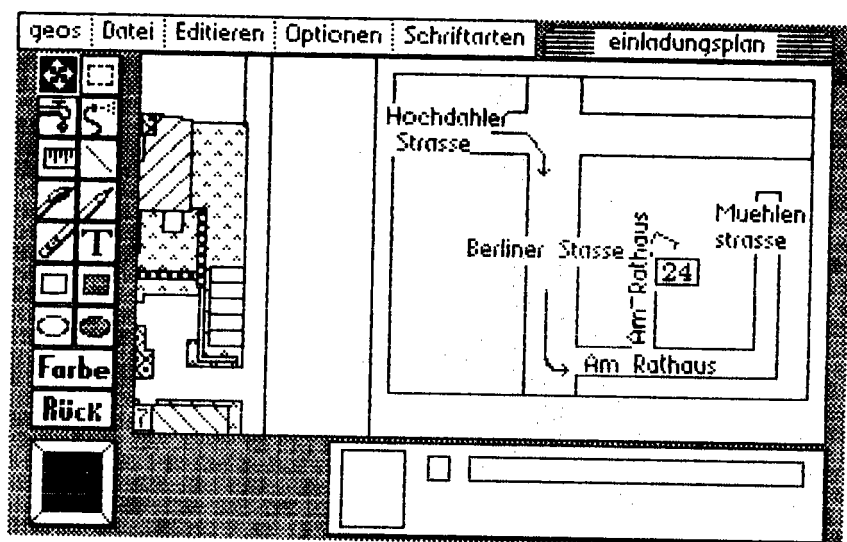 geos Datei Editieren Optionen Schriftarten einladungsplan
Hochdahler
Strasse
Muehlen
strasse
Berliner Stasse
Am Rathaus
24
Am Rathaus
T
Farbe
Rück